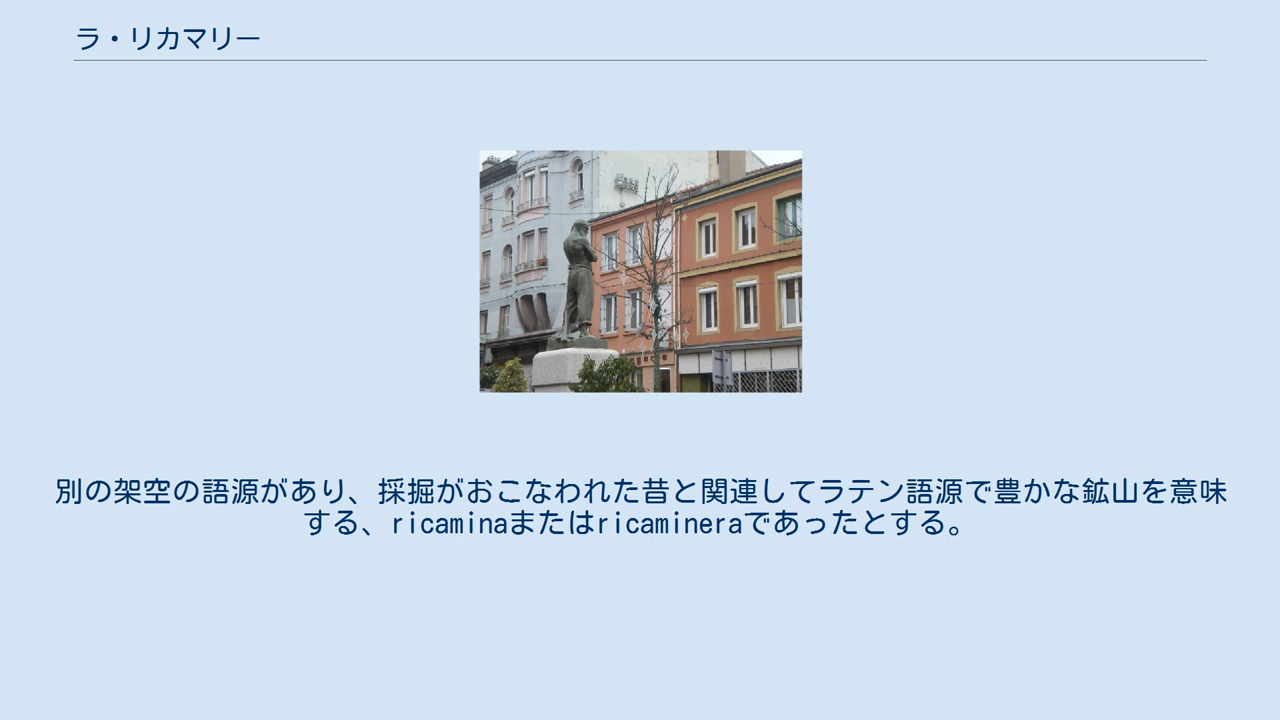 ラ・リカマリー
別の架空の語源があり、採掘がおこなわれた昔と関連してラテン語源で豊かな鉱山を意味
する、ricaminaまたはricamineraであったとする。